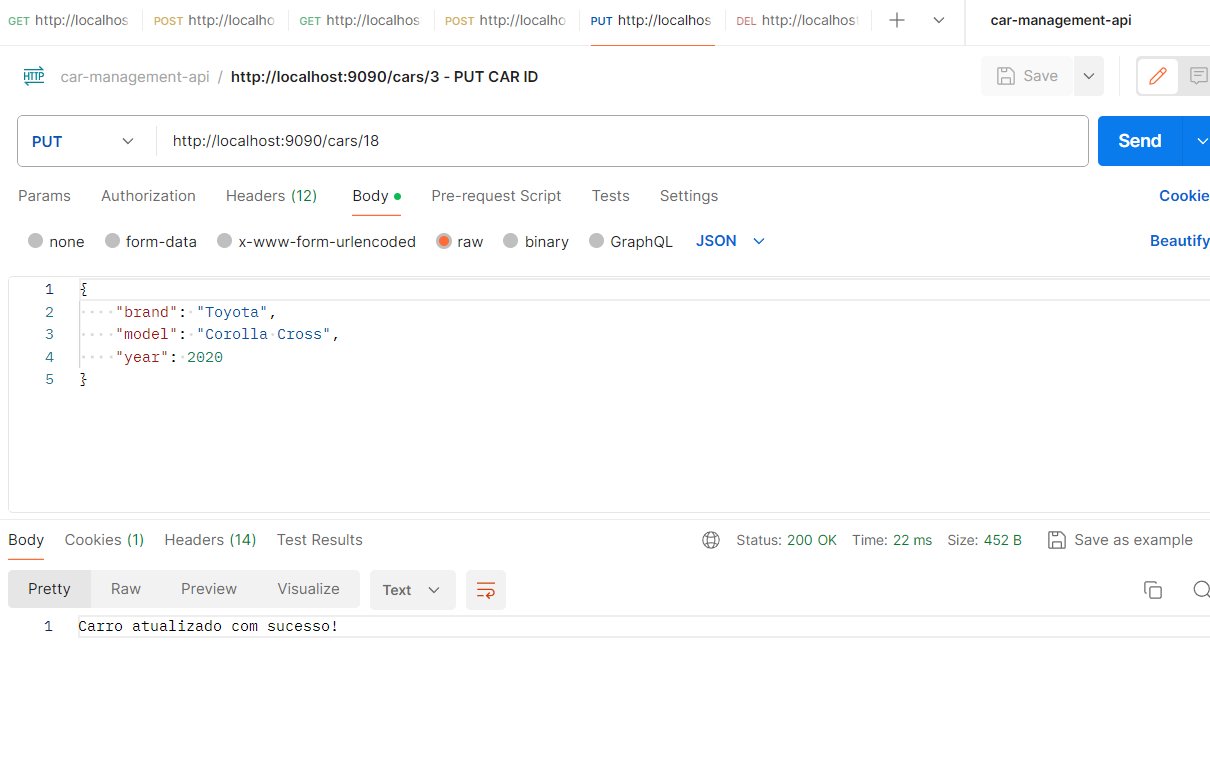 GET http://localhos POST http://localho GET http://localhos POST http://localho PUT http://localhos DEL http://localhos car-management-api
HTTP car-management-api / http://localhost:9090/cars/3 - PUT CAR ID Save
PUT http://localhost:9090/cars/18 Send
Params Authorization Headers (12) Body Pre-request Script Tests Settings Cookie
none form-data x-www-form-urlencoded raw binary GraphQL JSON Beautify
1 {
2 "brand": "Toyota",
3 "model": "Corolla Cross",
4 "year": 2020
5 }
Body Cookies (1) Headers (14) Test Results Status: 200 OK Time: 22 ms Size: 452 B Save as example
Pretty Raw Preview Visualize Text
1 Carro atualizado com sucesso!